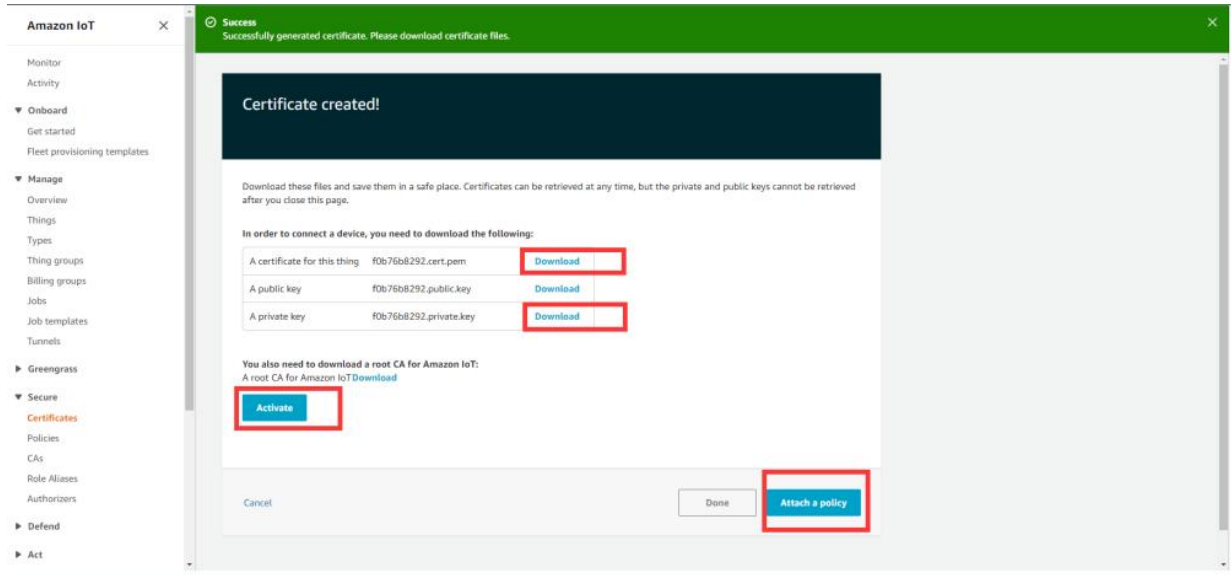 Amazon IoT
Success
Successfully generated certificate. Please download certificate files.
Monitor
Activity
Onboard
Get started
Fleet provisioning templates
Manage
Overview
Things
Types
Thing groups
Billing groups
Jobs
Job templates
Tunnels
Greengrass
Secure
Certificates
Policies
CAs
Role Aliases
Authorizers
Defend
Act
Certificate created!
Download these files and save them in a safe place. Certificates can be retrieved at any time, but the private and public keys cannot be retrieved
after you close this page.
In order to connect a device, you need to download the following:
A certificate for this thing f0b76b8292.cert.pem Download
A public key f0b76b8292.public.key Download
A private key f0b76b8292.private.key Download
You also need to download a root CA for Amazon IoT:
A root CA for Amazon IoTDownload
Activate
Cancel Done Attach a policy